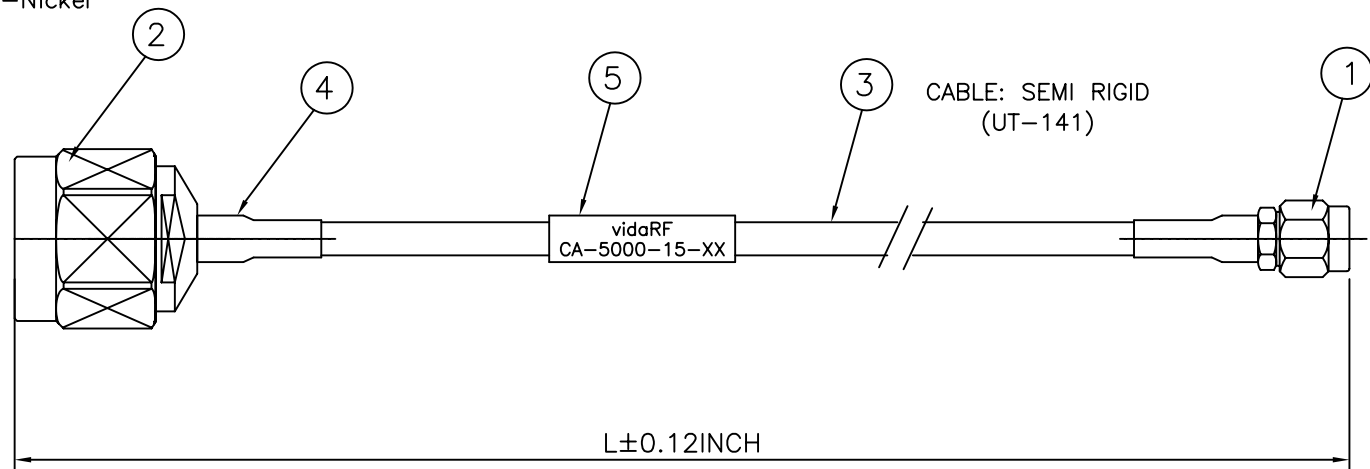 -Nickel
2
4
5
3
CABLE: SEMI RIGID
(UT-141)
1
vidaRF
CA-5000-15-XX
L±0.12INCH